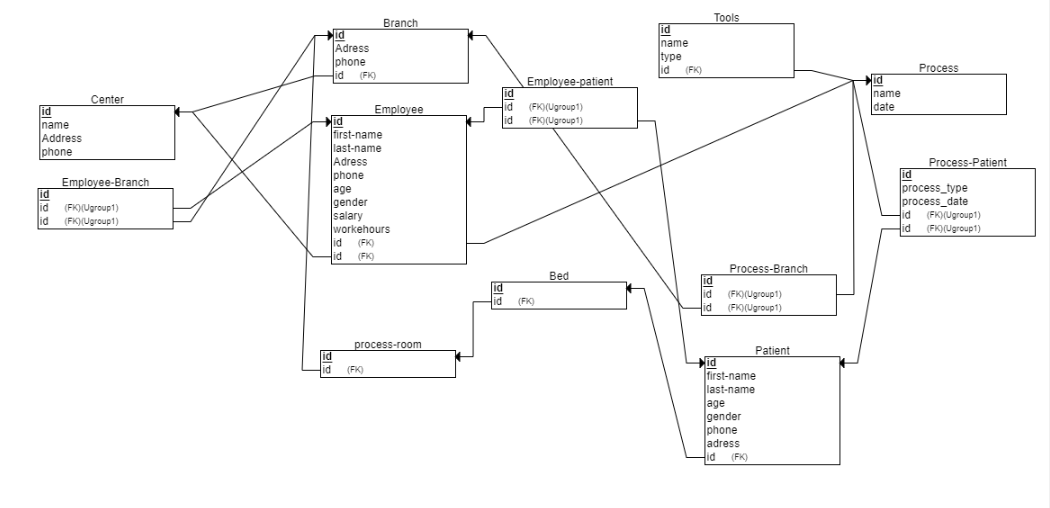 Branch
id
Adress
phone
id (FK)
Tools
id
name
type
id (FK)
Process
id
name
date
Employee-patient
id
id (FK)(Ugroup1)
id (FK)(Ugroup1)
Center
id
name
Address
phone
Employee
id
first-name
last-name
Adress
phone
age
gender
salary
workehours
id (FK)
id (FK)
Employee-Branch
id
id (FK)(Ugroup1)
id (FK)(Ugroup1)
Process-Patient
id
process_type
process_date
id (FK)(Ugroup1)
id (FK)(Ugroup1)
Bed
id
id (FK)
Process-Branch
id
id (FK)(Ugroup1)
id (FK)(Ugroup1)
process-room
id
id (FK)
Patient
id
first-name
last-name
age
gender
phone
adress
id (FK)